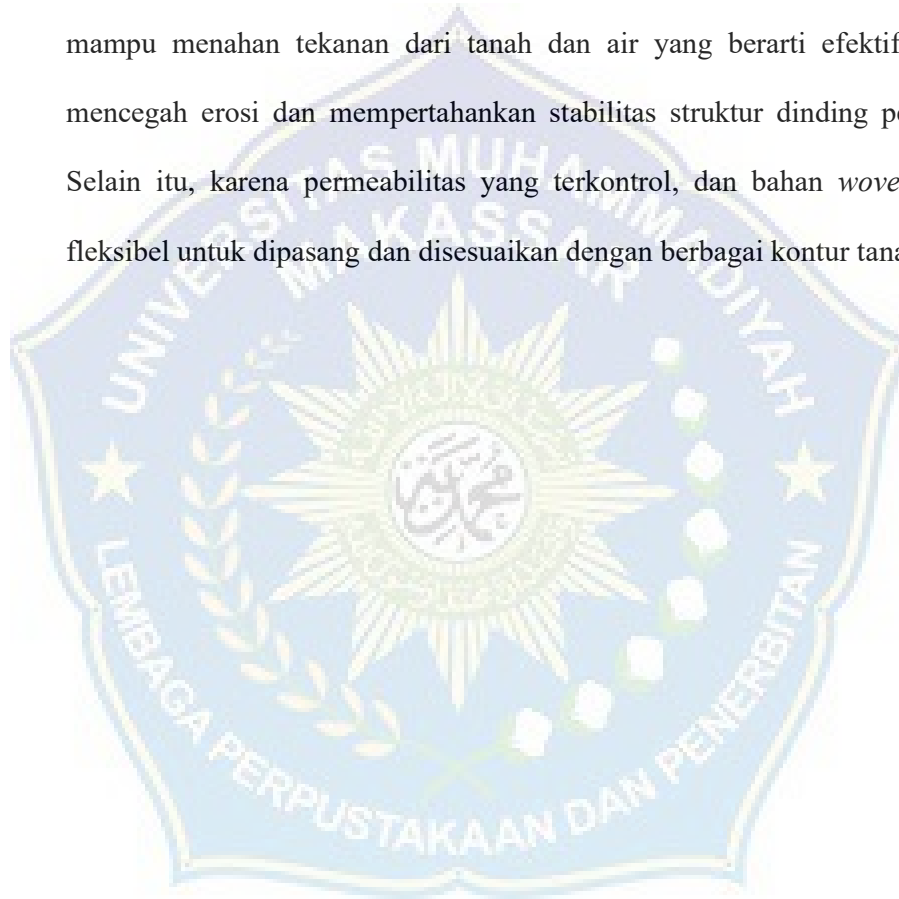 mampu menahan tekanan dari tanah dan air yang berarti efektif
mencegah erosi dan mempertahankan stabilitas struktur dinding
Selain itu, karena permeabilitas yang terkontrol, dan bahan
fleksibel untuk dipasang dan disesuaikan dengan berbagai kontur
UNIVERSITAS MUHAMMADIYAH
MAKASSAR
LEMBAGA PERPUSTAKAAN DAN PENERBITAN